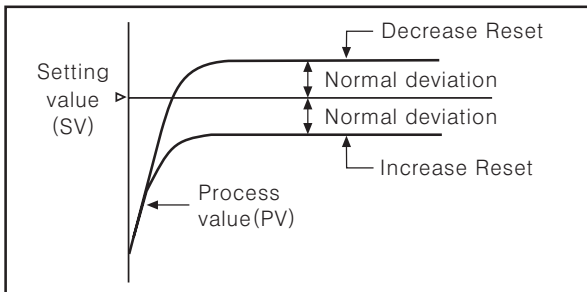 Decrease Reset
Setting
value
(SV)
Normal deviation
Normal deviation
Increase Reset
Process
value(PV)